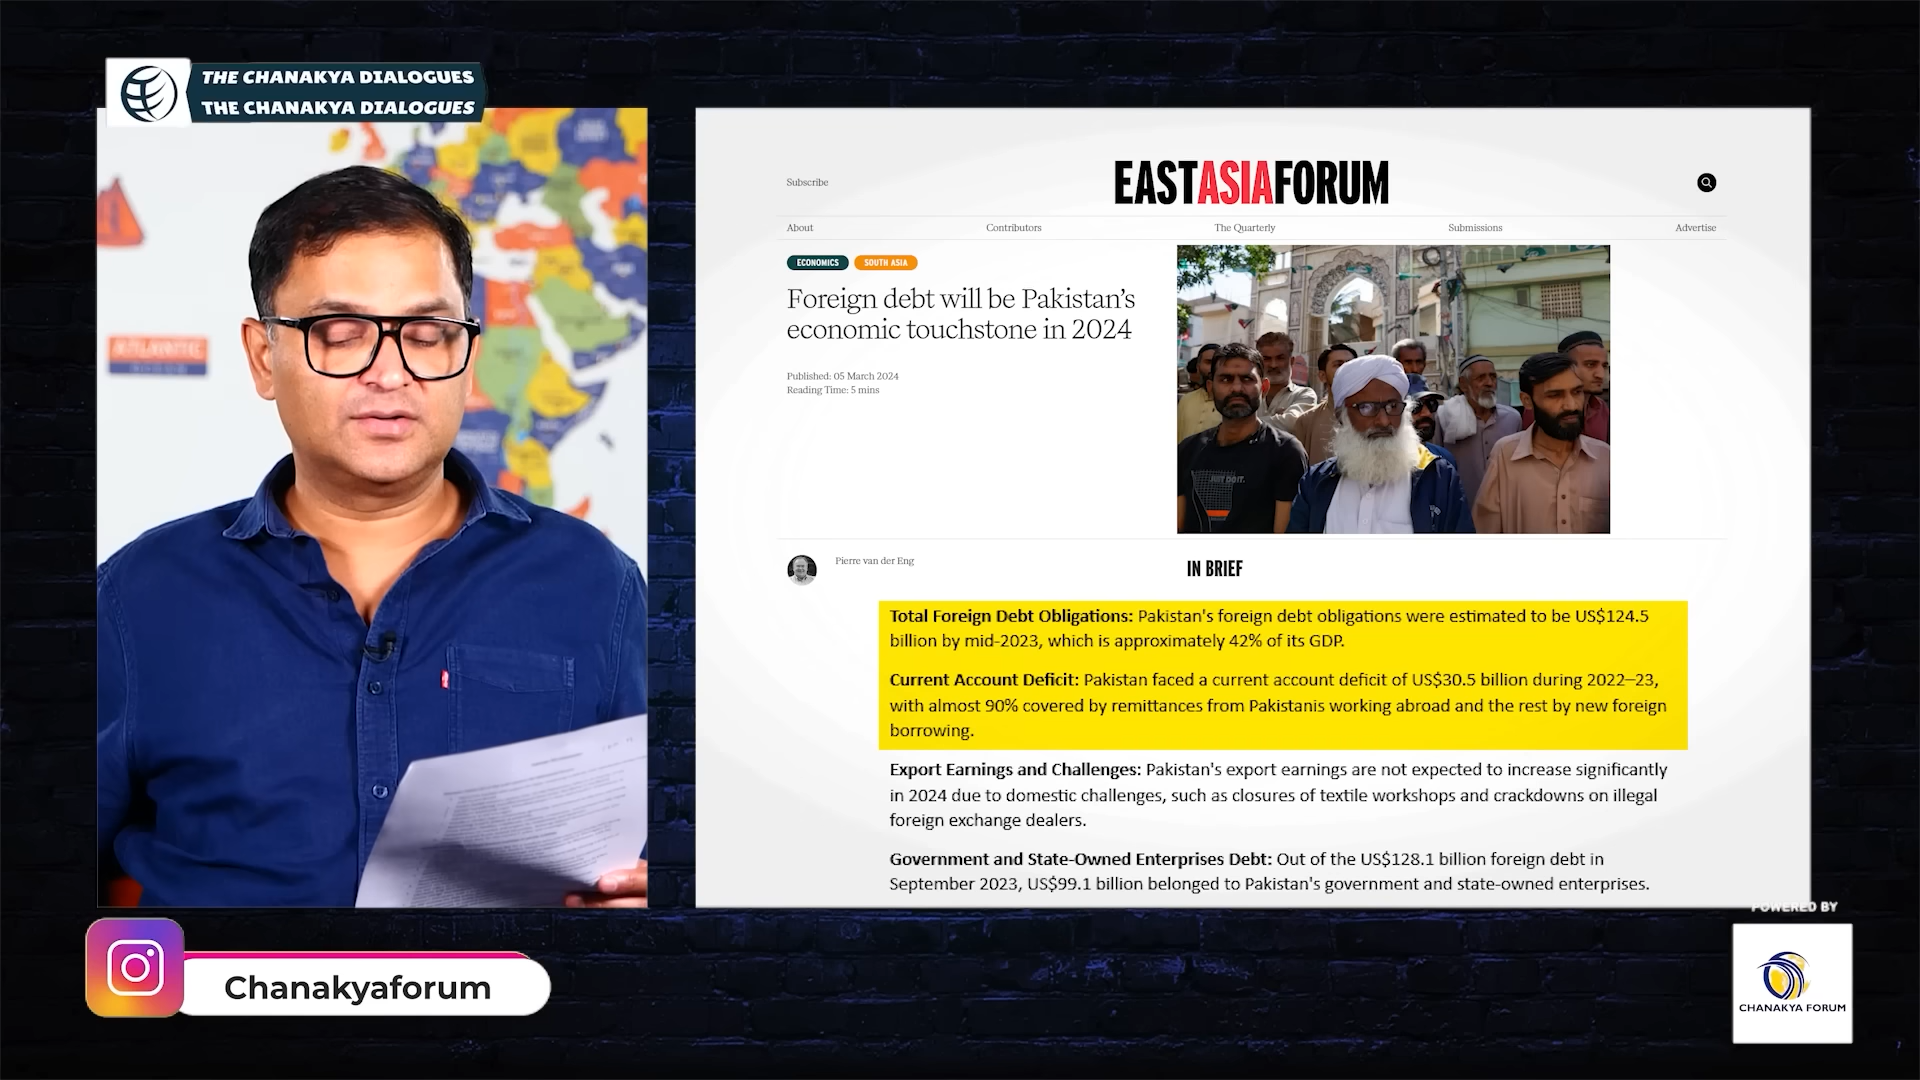 THE CHANAKYA DIALOGUES
THE CHANAKYA DIALOGUES
ATLANTIC
Subscribe
EASTASIAFORUM
About
Contributors
The Quarterly
Submissions
Advertise
ECONOMICS
SOUTH ASIA
Foreign debt will be Pakistan's
economic touchstone in 2024
Published: 05 March 2024
Reading Time: 5 mins
JUST DO IT.
Pierre van der Eng
IN BRIEF
Total Foreign Debt Obligations: Pakistan's foreign debt obligations were estimated to be US$124.5
billion by mid-2023, which is approximately 42% of its GDP.
Current Account Deficit: Pakistan faced a current account deficit of US$30.5 billion during 2022–23,
with almost 90% covered by remittances from Pakistanis working abroad and the rest by new foreign
borrowing.
Export Earnings and Challenges: Pakistan's export earnings are not expected to increase significantly
in 2024 due to domestic challenges, such as closures of textile workshops and crackdowns on illegal
foreign exchange dealers.
Government and State-Owned Enterprises Debt: Out of the US$128.1 billion foreign debt in
September 2023, US$99.1 billion belonged to Pakistan's government and state-owned enterprises.
Chanakyaforum
POWERED BY
CHANAKYA FORUM